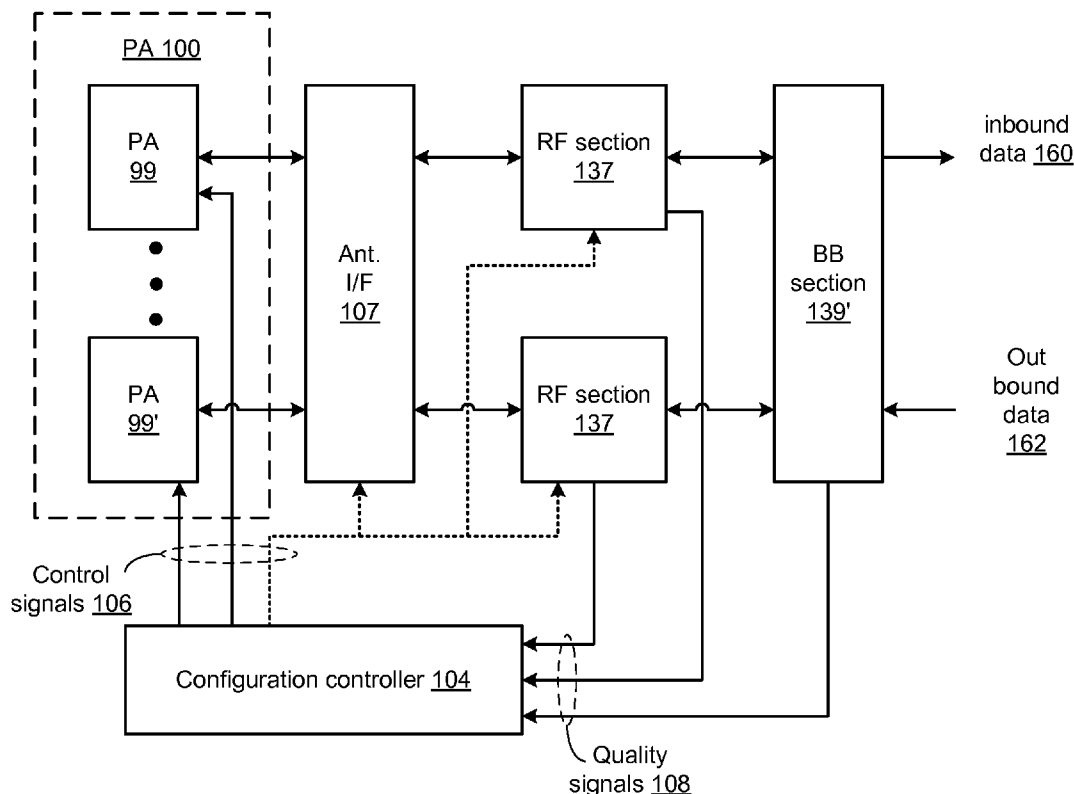 PA 100
PA
99
Ant.
I/F
107
RF section
137
BB
section
139'
inbound
data 160
PA
99'
RF section
137
Out
bound
data
162
Control
signals 106
Configuration controller 104
Quality
signals 108